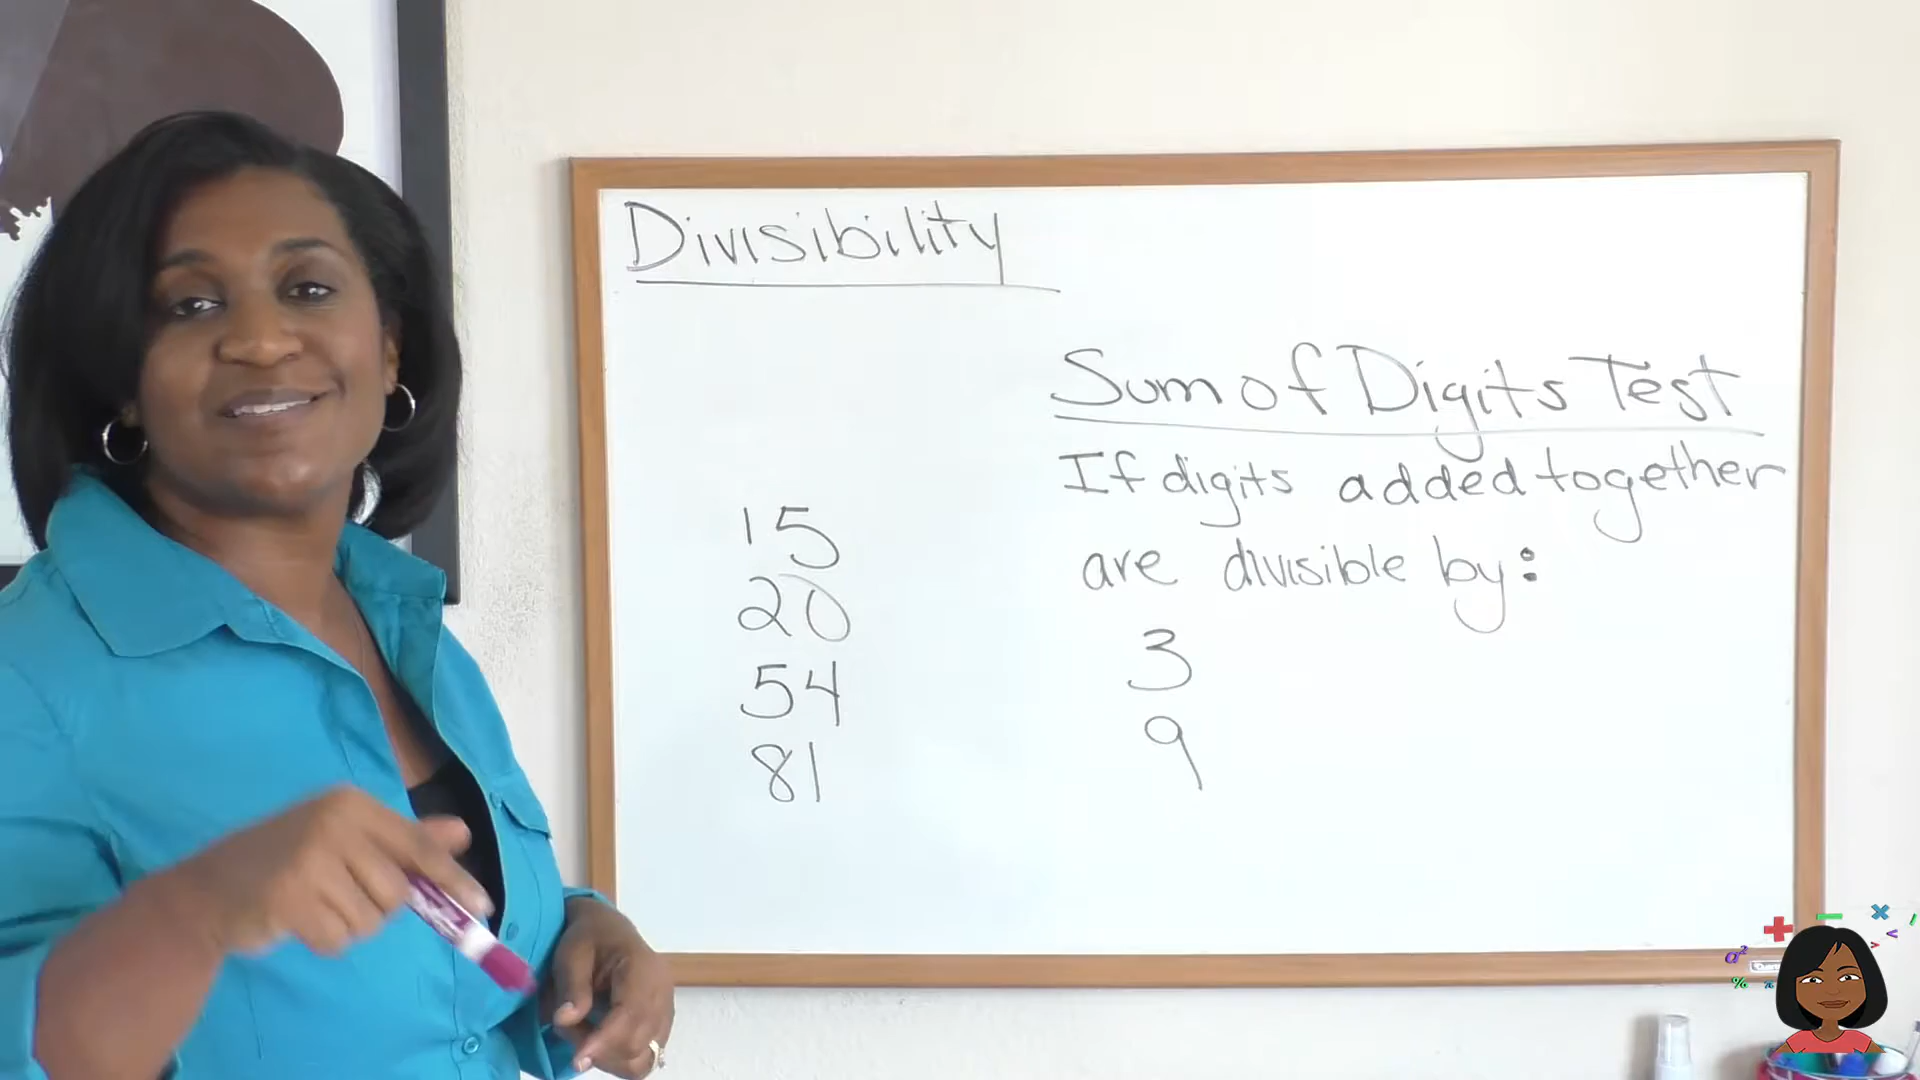 Divisibility
Sum of Digits Test
If digits added together
are divisible by:
3
9
15
20
54
81